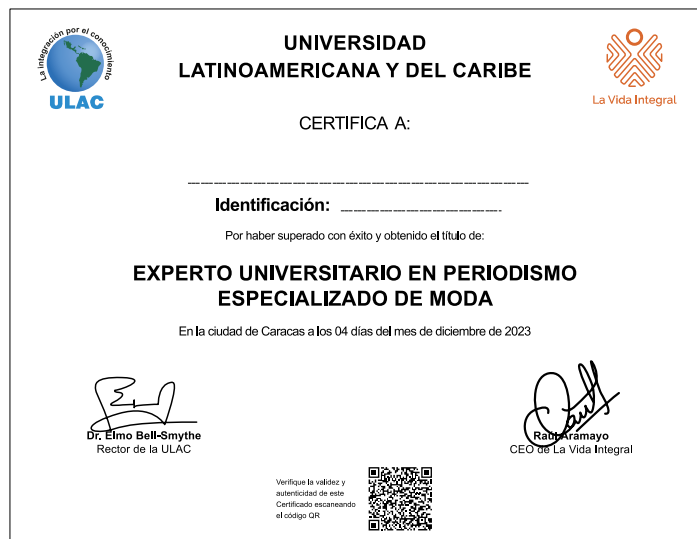 La integración por el conocimiento
ULAC
UNIVERSIDAD
LATINOAMERICANA Y DEL CARIBE
La Vida Integral
CERTIFICA A:
Identificación:
Por haber superado con éxito y obtenido el título de:
EXPERTO UNIVERSITARIO EN PERIODISMO
ESPECIALIZADO DE MODA
En la ciudad de Caracas a los 04 días del mes de diciembre de 2023
Dr. Elmo Bell-Smythe
Rector de la ULAC
Raúl Aramayo
CEO de La Vida Integral
Verifique la validez y
autenticidad de este
Certificado escaneando
el código QR